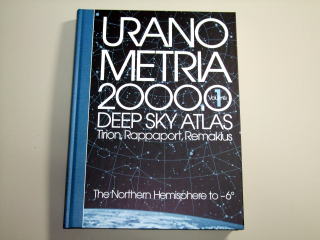 URANO
METRIA
2000.0
Volume 1
DEEP SKY ATLAS
Tirion, Rappaport, Remaklus
The Northern Hemisphere to -6°